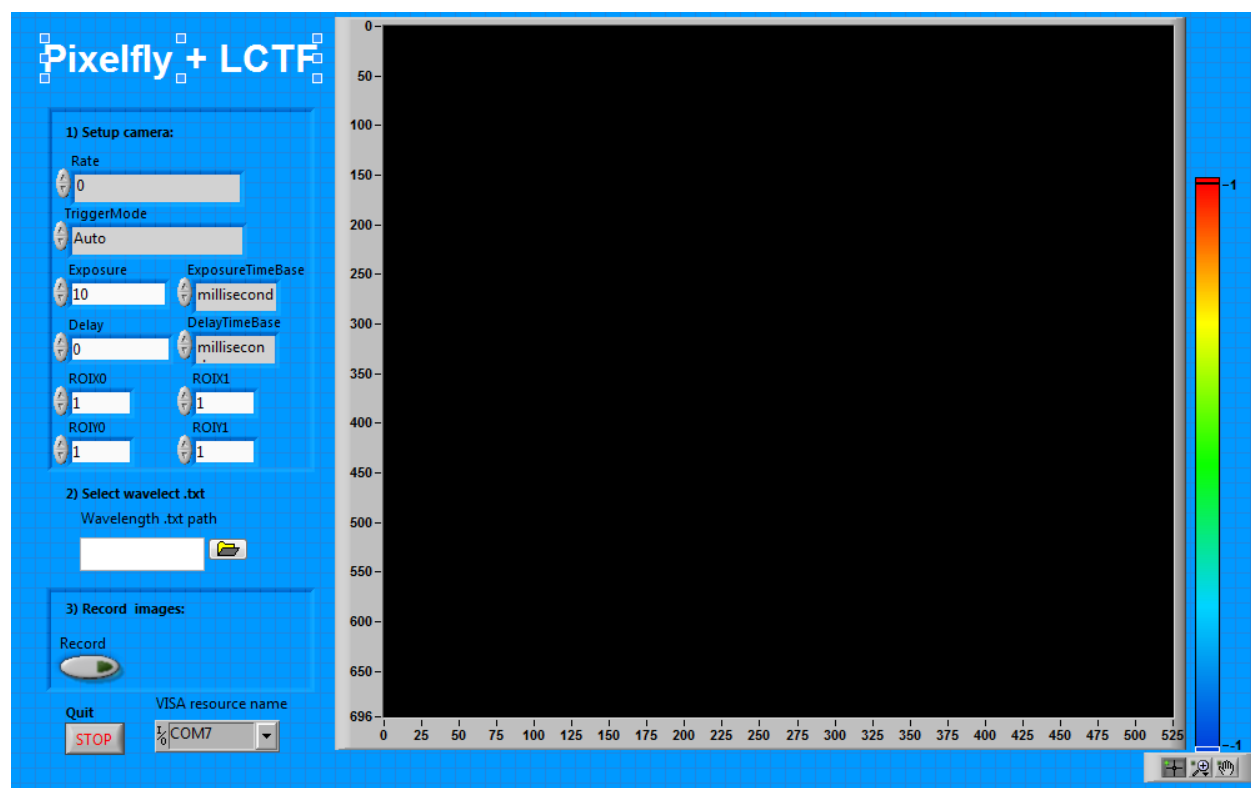 Pixelfly + LCTF
1) Setup camera:
Rate
0
TriggerMode
Auto
Exposure ExposureTimeBase
10 millisecond
Delay DelayTimeBase
0 millisecon
ROIX0 ROIX1
1 1
ROIY0 ROIY1
1 1
2) Select wavelect .txt
Wavelength .txt path
3) Record images:
Record
Quit VISA resource name
STOP I/O COM7
0
50
100
150
200
250
300
350
400
450
500
550
600
650
696
0 25 50 75 100 125 150 175 200 225 250 275 300 325 350 375 400 425 450 475 500 525
1
-1